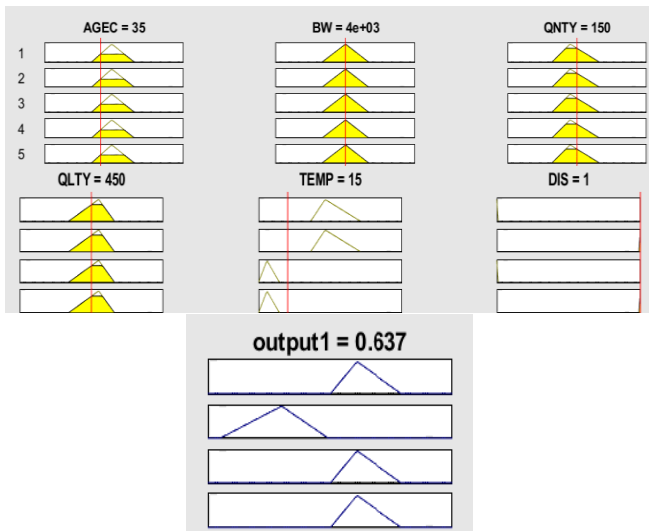 AGEC = 35
BW = 4e+03
QNTY = 150
1
2
3
4
5
QLTY = 450
TEMP = 15
DIS = 1
output1 = 0.637